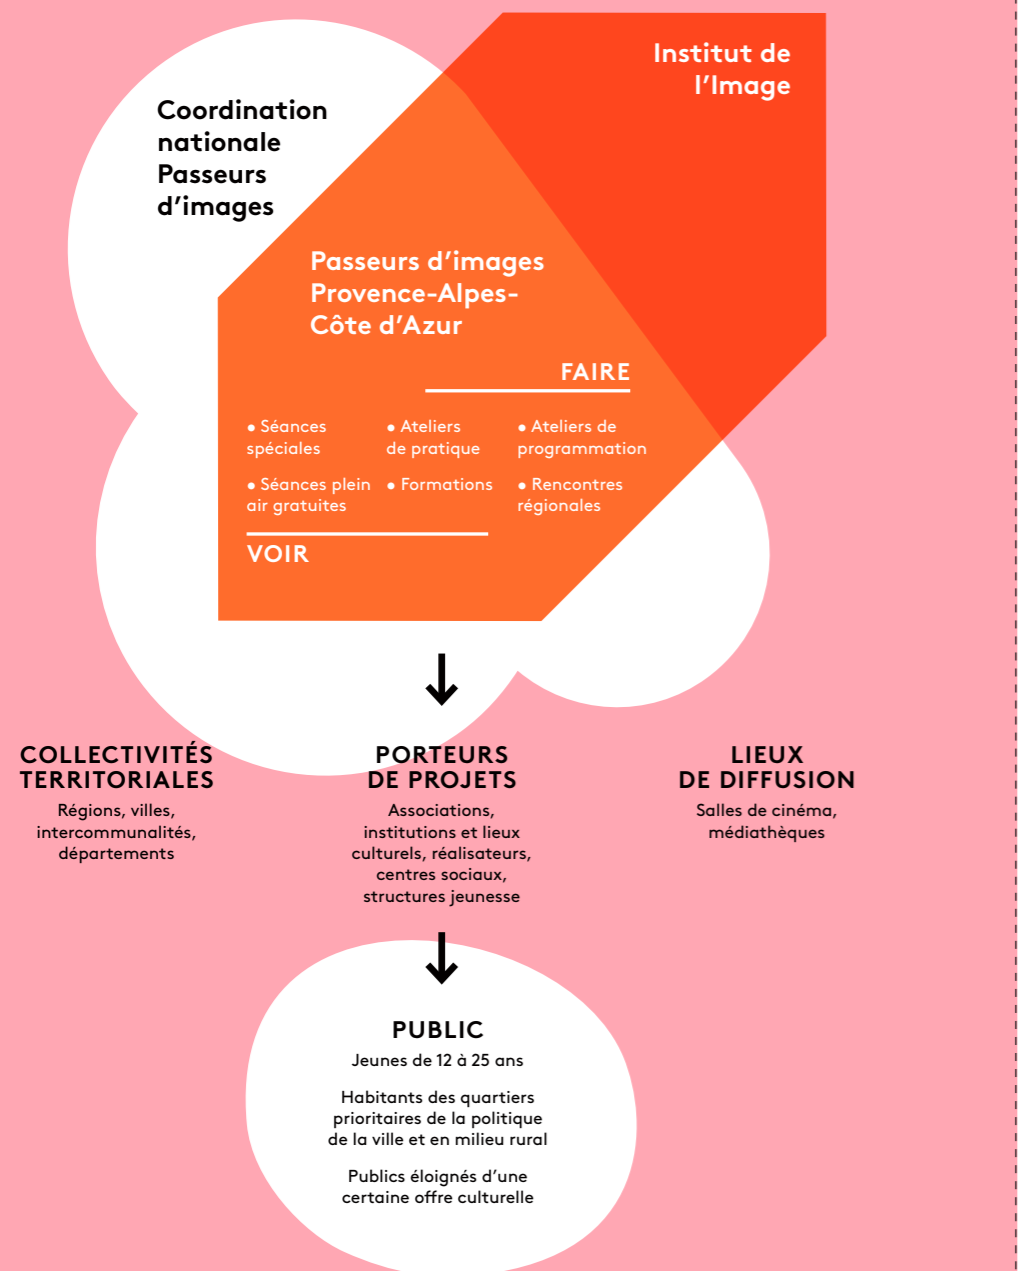 Institut de
l'Image
Coordination
nationale
Passeurs
d'images
Passeurs d'images
Provence-Alpes-
Côte d'Azur
FAIRE
• Séances
spéciales
• Ateliers
de pratique
• Ateliers de
programmation
• Séances plein
air gratuites
• Formations
• Rencontres
régionales
VOIR
COLLECTIVITÉS
TERRITORIALES
Régions, villes,
intercommunalités,
départements
PORTEURS
DE PROJETS
Associations,
institutions et lieux
culturels, réalisateurs,
centres sociaux,
structures jeunesse
LIEUX
DE DIFFUSION
Salles de cinéma,
médiathèques
PUBLIC
Jeunes de 12 à 25 ans
Habitants des quartiers
prioritaires de la politique
de la ville et en milieu rural
Publics éloignés d'une
certaine offre culturelle